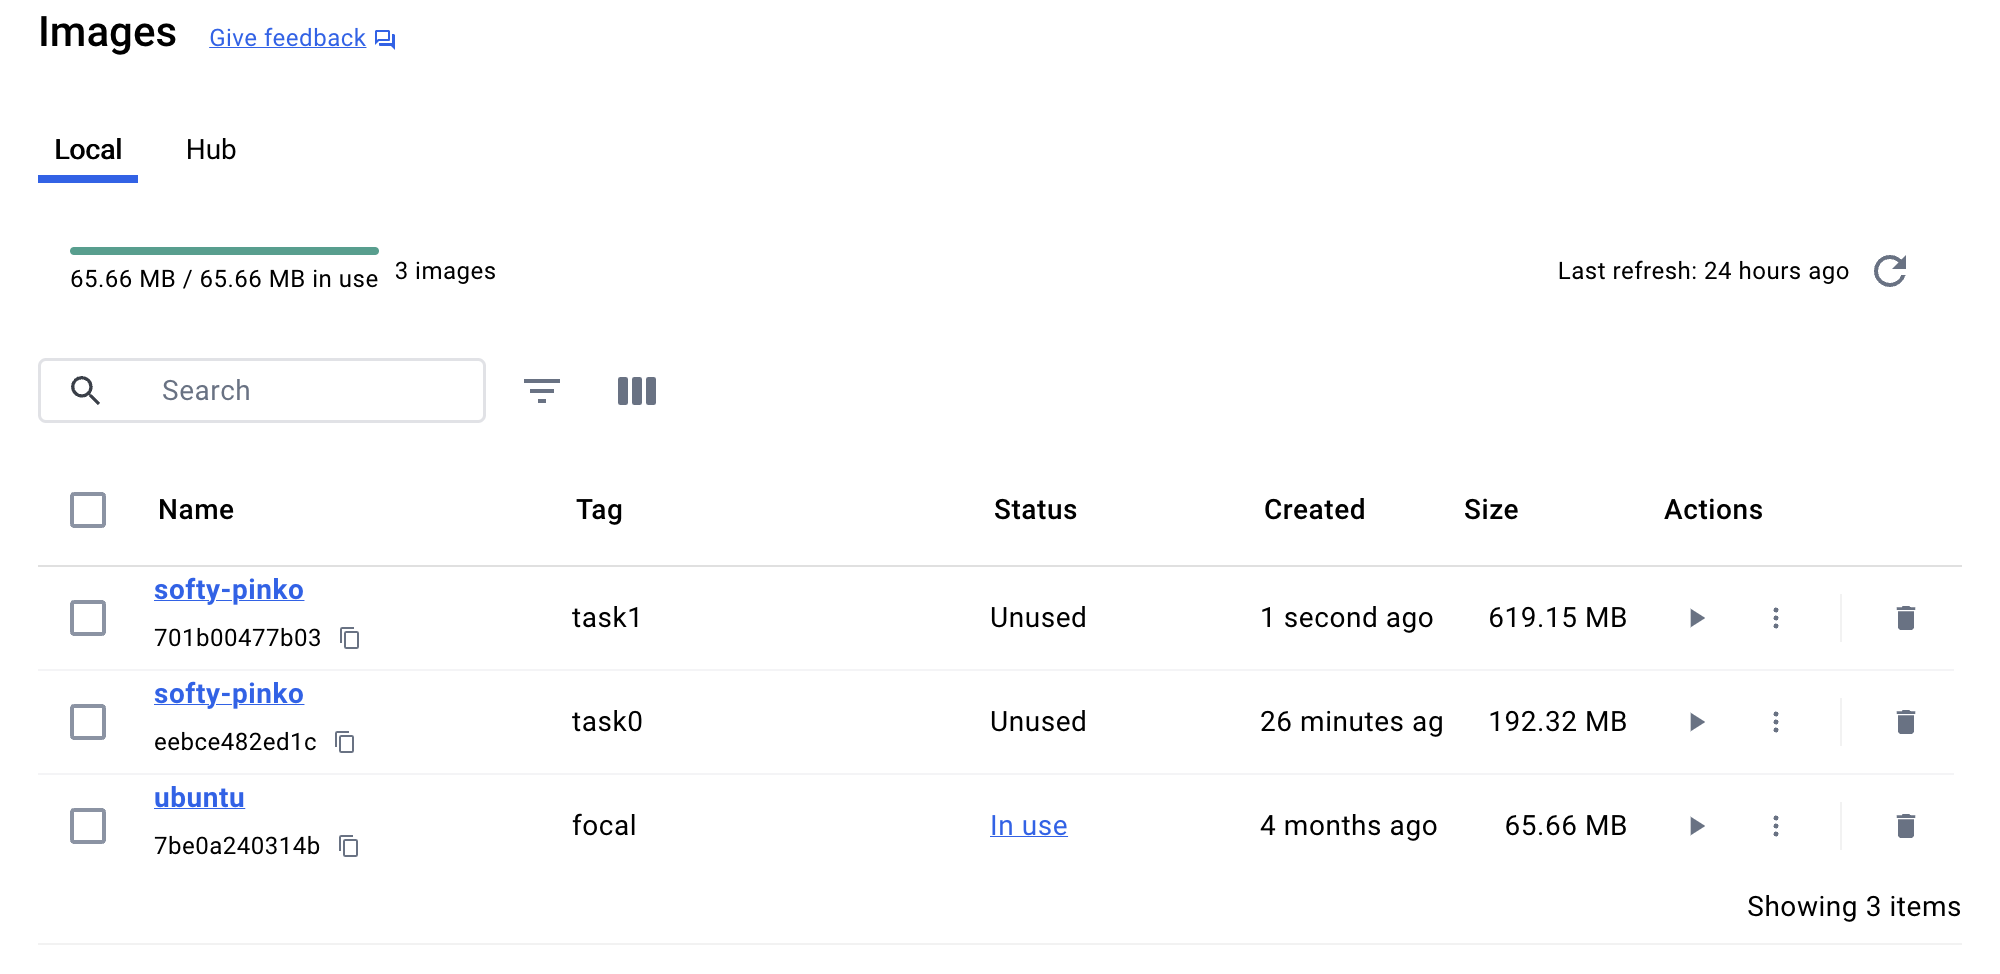 Images Give feedback
Local Hub
65.66 MB / 65.66 MB in use 3 images Last refresh: 24 hours ago
Search
Name Tag Status Created Size Actions
softy-pinko
701b00477b03 task1 Unused 1 second ago 619.15 MB
softy-pinko
eebce482ed1c task0 Unused 26 minutes ag 192.32 MB
ubuntu
7be0a240314b focal In use 4 months ago 65.66 MB
Showing 3 items